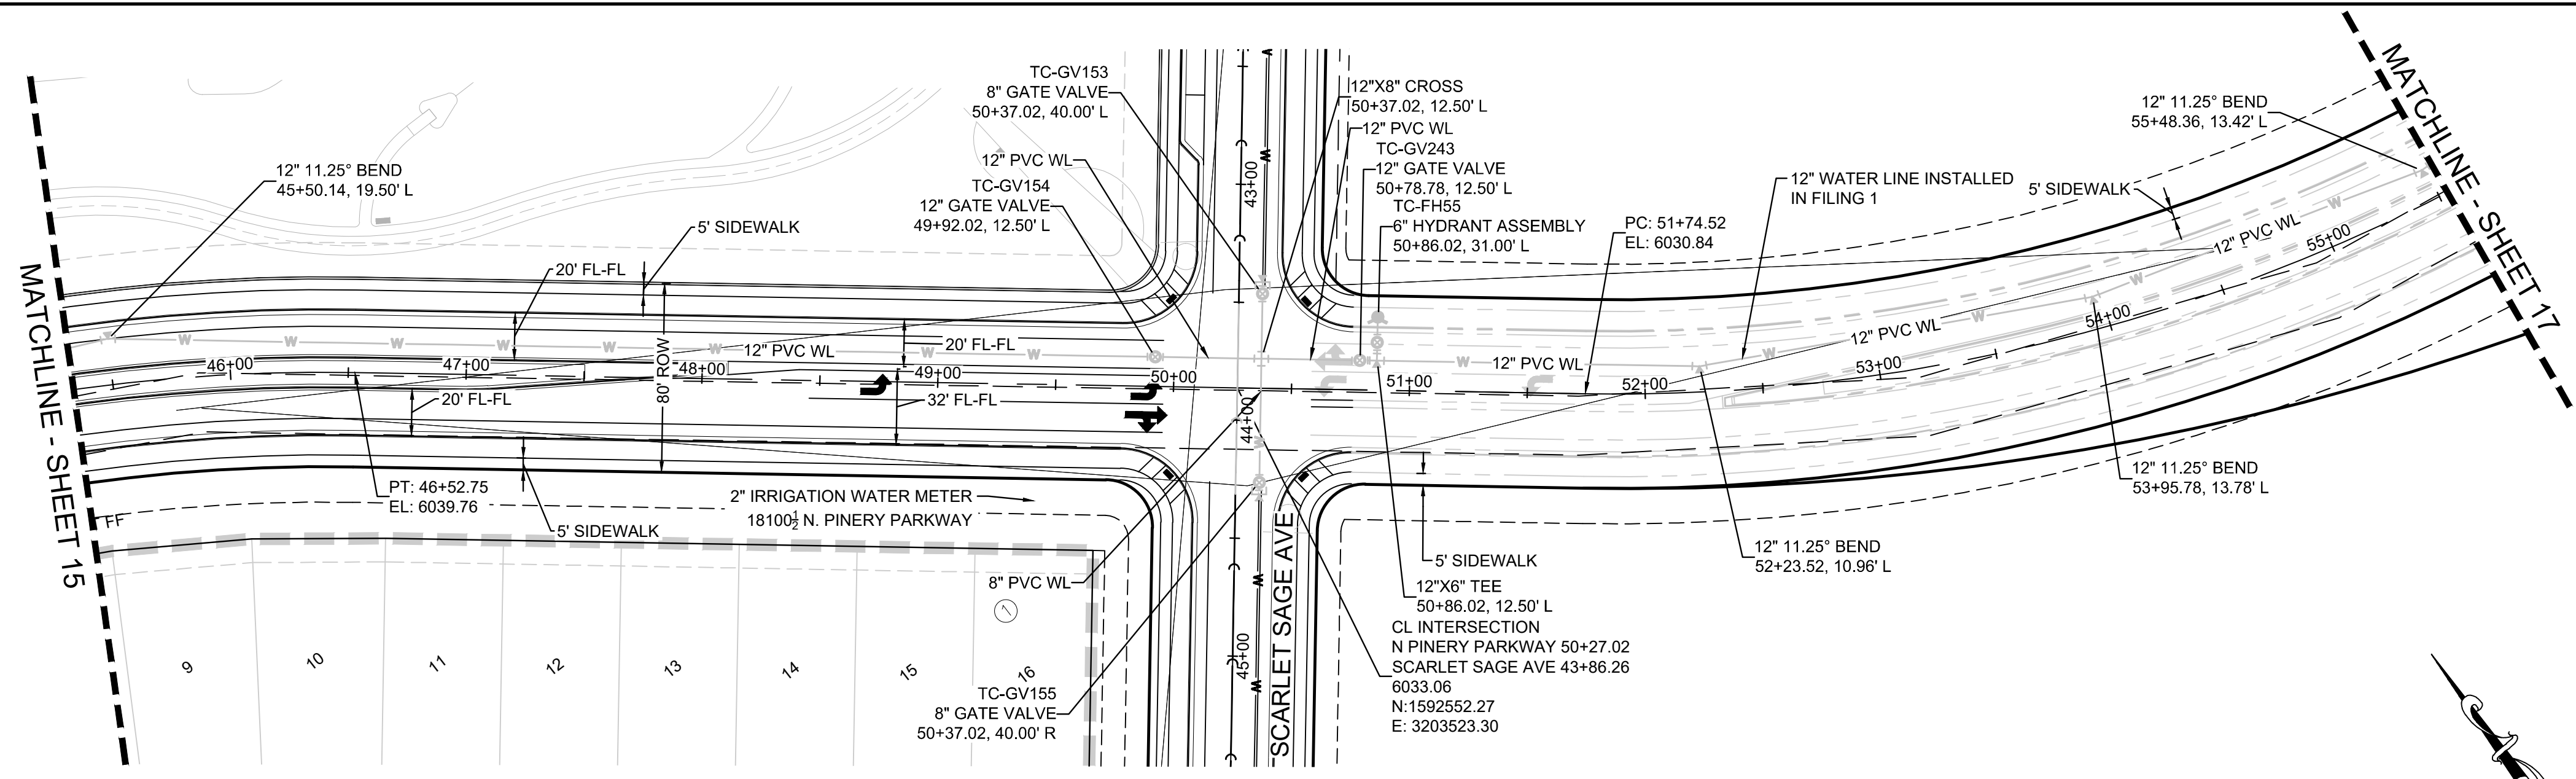 MATCHLINE - SHEET 15
12" 11.25° BEND
45+50.14, 19.50' L
20' FL-FL
5' SIDEWALK
80' ROW
TC-GV153
8" GATE VALVE
50+37.02, 40.00' L
12" PVC WL
TC-GV154
12" GATE VALVE
49+92.02, 12.50' L
12"X8" CROSS
50+37.02, 12.50' L
12" PVC WL
TC-GV243
12" GATE VALVE
50+78.78, 12.50' L
TC-FH55
6" HYDRANT ASSEMBLY
50+86.02, 31.00' L
PC: 51+74.52
EL: 6030.84
12" WATER LINE INSTALLED
IN FILING 1
5' SIDEWALK
12" 11.25° BEND
55+48.36, 13.42' L
MATCHLINE - SHEET 17
W W W W W W W W W W W W W
12" PVC WL
20' FL-FL
12" PVC WL
12" PVC WL
12" PVC WL
46+00
47+00
48+00
49+00
50+00
51+00
52+00
53+00
54+00
55+00
20' FL-FL
32' FL-FL
43+00
44+00
45+00
W
W
W
W
W
PT: 46+52.75
EL: 6039.76
5' SIDEWALK
2" IRRIGATION WATER METER
18100½ N. PINERY PARKWAY
FF
8" PVC WL
9
10
11
12
13
14
15
16
1
TC-GV155
8" GATE VALVE
50+37.02, 40.00' R
SCARLET SAGE AVE
5' SIDEWALK
12"X6" TEE
50+86.02, 12.50' L
CL INTERSECTION
N PINERY PARKWAY 50+27.02
SCARLET SAGE AVE 43+86.26
6033.06
N:1592552.27
E: 3203523.30
12" 11.25° BEND
52+23.52, 10.96' L
12" 11.25° BEND
53+95.78, 13.78' L